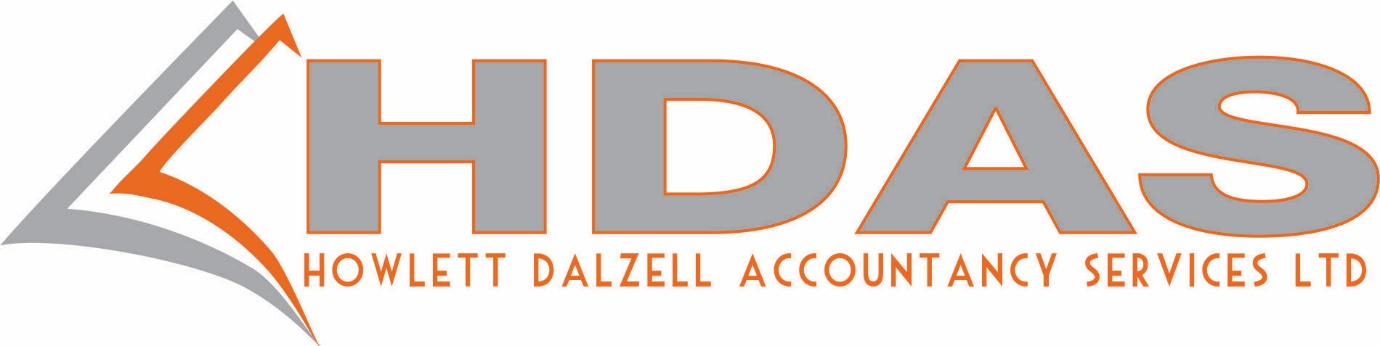 HDAS
HOWLETT DALZELL ACCOUNTANCY SERVICES LTD